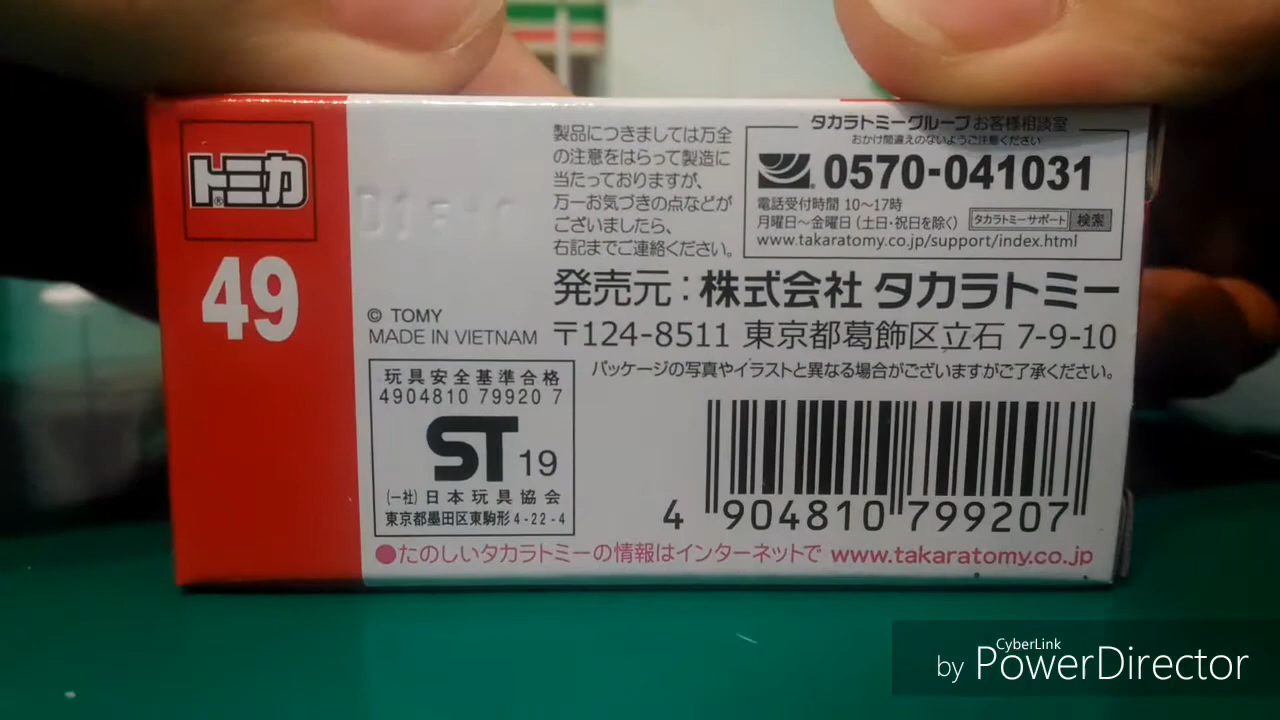 トミカ
®
49
製品につきましては万全
の注意をはらって製造に
当たっておりますが、
万一お気づきの点などが
ございましたら、
右記までご連絡ください。
タカラトミーグループ お客様相談室
おかけ間違えのないようご注意ください
0570-041031
電話受付時間 10〜17時
月曜日〜金曜日（土日・祝日を除く） タカラトミーサポート 検索
www.takaratomy.co.jp/support/index.html
発売元：株式会社 タカラトミー
〒124-8511 東京都葛飾区立石 7-9-10
© TOMY
MADE IN VIETNAM
パッケージの写真やイラストと異なる場合がございますがご了承ください。
玩具安全基準合格
4904810 79920 7
ST 19
(一社)日本玩具協会
東京都墨田区東駒形4-22-4
4 904810 799207
●たのしいタカラトミーの情報はインターネットで www.takaratomy.co.jp
CyberLink
by PowerDirector